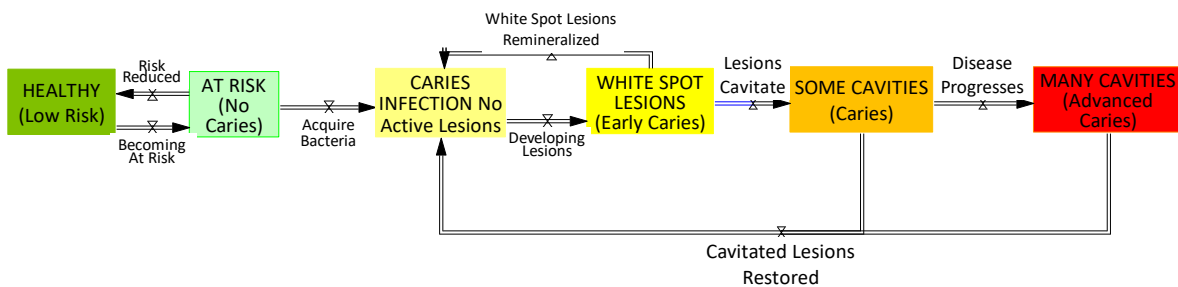 White Spot Lesions
Remineralized
Risk
Reduced
HEALTHY
(Low Risk)
Becoming
At Risk
AT RISK
(No
Caries)
Acquire
Bacteria
CARIES
INFECTION No
Active Lesions
Developing
Lesions
WHITE SPOT
LESIONS
(Early Caries)
Lesions
Cavitate
SOME CAVITIES
(Caries)
Disease
Progresses
MANY CAVITIES
(Advanced
Caries)
Cavitated Lesions
Restored